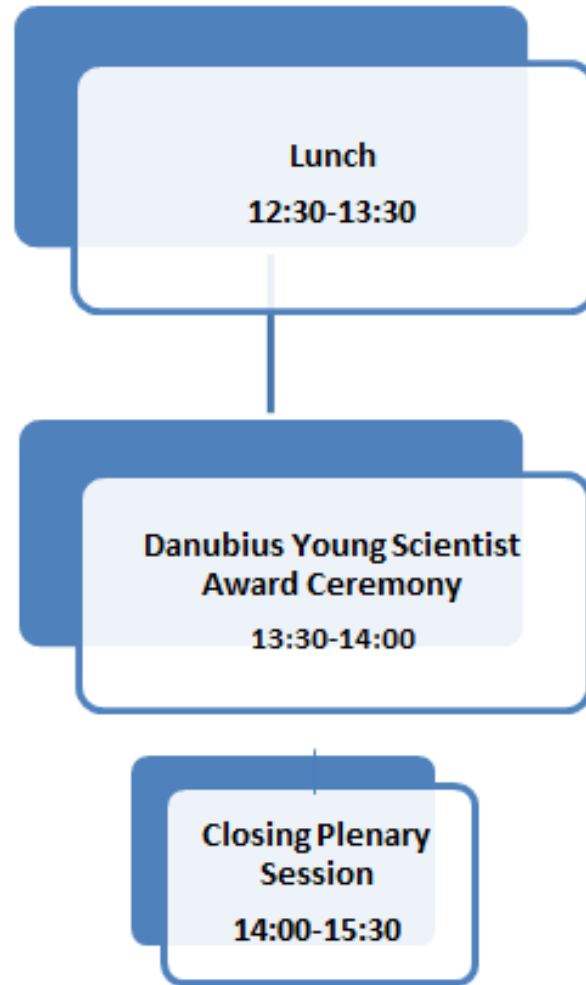 Lunch
12:30-13:30
Danubius Young Scientist
Award Ceremony
13:30-14:00
Closing Plenary
Session
14:00-15:30